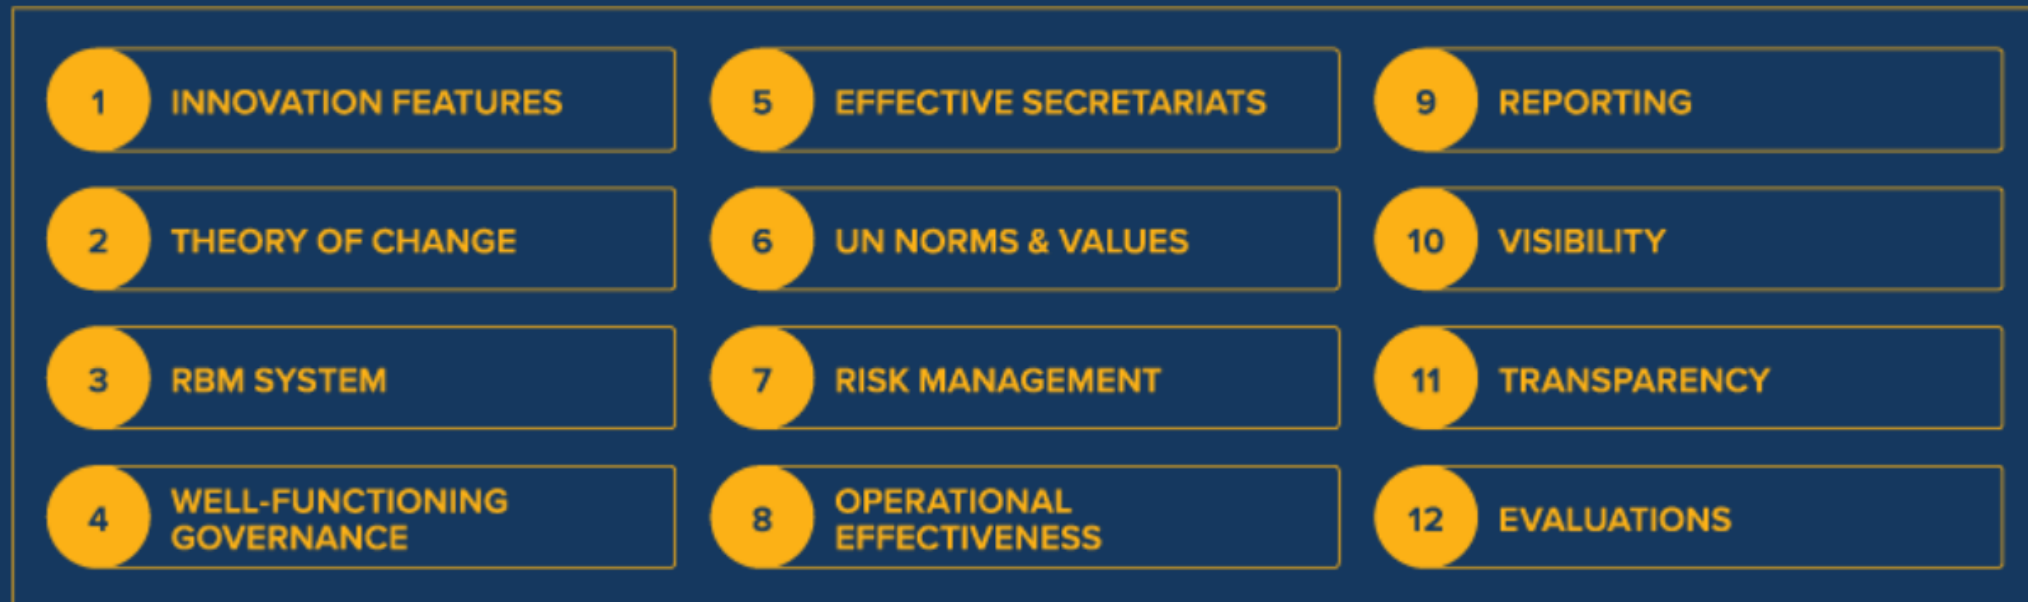 1 INNOVATION FEATURES
2 THEORY OF CHANGE
3 RBM SYSTEM
4 WELL-FUNCTIONING
GOVERNANCE
5 EFFECTIVE SECRETARIATS
6 UN NORMS & VALUES
7 RISK MANAGEMENT
8 OPERATIONAL
EFFECTIVENESS
9 REPORTING
10 VISIBILITY
11 TRANSPARENCY
12 EVALUATIONS